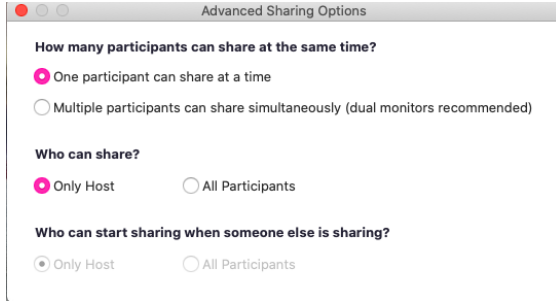 Advanced Sharing Options
How many participants can share at the same time?
One participant can share at a time
Multiple participants can share simultaneously (dual monitors recommended)
Who can share?
Only Host All Participants
Who can start sharing when someone else is sharing?
Only Host All Participants